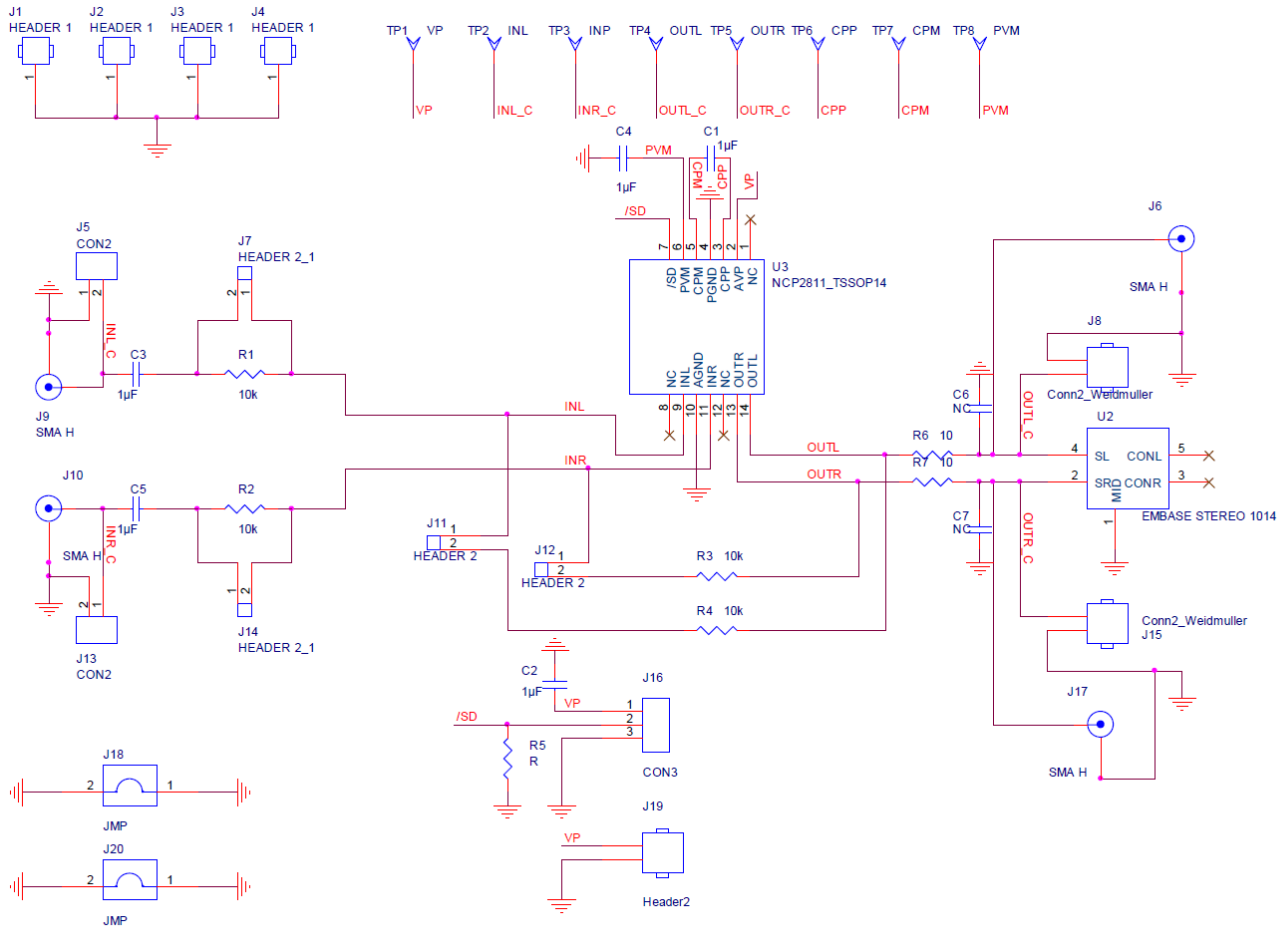 J1
HEADER 1
J2
HEADER 1
J3
HEADER 1
J4
HEADER 1
1
1
1
1
TP1 VP
TP2 INL
TP3 INP
TP4 OUTL
TP5 OUTR
TP6 CPP
TP7 CPM
TP8 PVM
VP
INL_C
INR_C
OUTL_C
OUTR_C
CPP
CPM
PVM
C4
1µF
PVM
C1
1µF
CPM
CPP
VP
/SD
7
6
5
4
3
2
1
/SD
PVM
CPM
PGND
CPP
AVP
NC
U3
NCP2811_TSSOP14
NC
INL
AGND
INR
NC
OUTR
OUTL
8
9
10
11
12
13
14
J5
CON2
1
2
INL_C
J7
HEADER 2_1
2
1
C3
1µF
R1
10k
J9
SMA H
INL
J10
SMA H
C5
1µF
R2
10k
INR
INR_C
2
1
J13
CON2
1
2
J14
HEADER 2_1
J11
1
2
HEADER 2
J12
1
2
HEADER 2
R3 10k
R4 10k
OUTL
OUTR
R6 10
R7 10
C6
NC
C7
NC
J6
SMA H
J8
Conn2_Weidmuller
OUTL_C
U2
4 SL CONL 5
2 SRD CONR 3
MID
1
EMBASE STEREO 1014
OUTR_C
Conn2_Weidmuller
J15
J17
SMA H
C2
1µF
VP
/SD
R5
R
J16
1
2
3
CON3
J19
VP
Header2
J18
2
1
JMP
J20
2
1
JMP